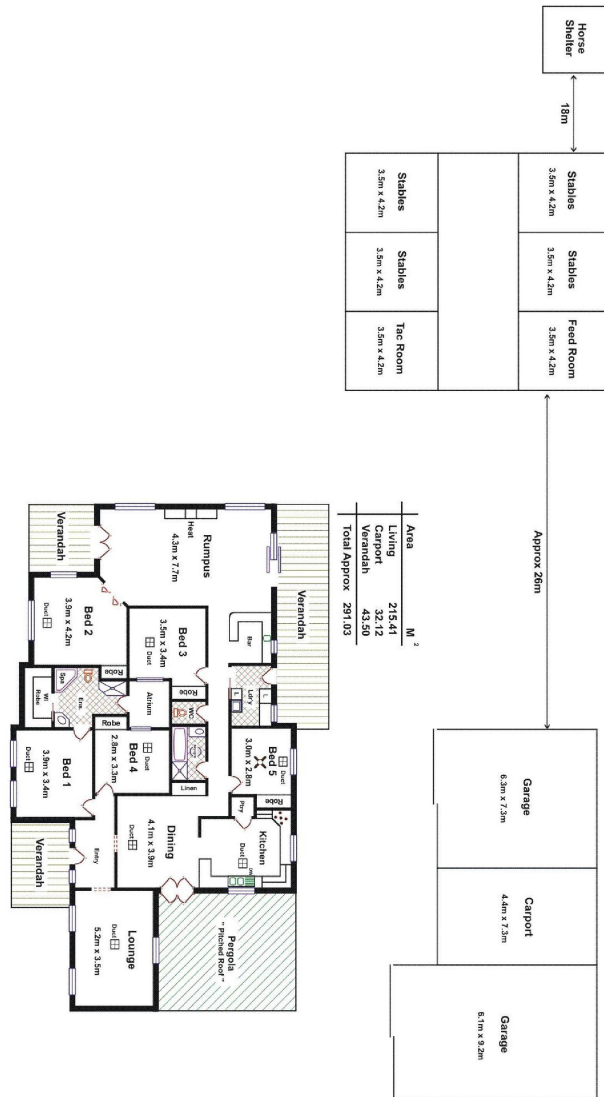 Horse
Shelter
18m
Stables
3.5m x 4.2m
Stables
3.5m x 4.2m
Feed Room
3.5m x 4.2m
Stables
3.5m x 4.2m
Stables
3.5m x 4.2m
Tac Room
3.5m x 4.2m
Approx 26m
Garage
6.3m x 7.3m
Carport
4.4m x 7.3m
Garage
6.1m x 9.2m
Area M²
Living 215.41
Carport 32.12
Verandah 43.50
Total Approx 291.03
Verandah
Rumpus
4.3m x 7.7m
Heat
Bar
L
L
L'dry
Bed 5
3.0m x 2.8m
Duct
Robe
Kitchen
Duct
DW
Ptry
Pergola
" Pitched Roof "
Bed 3
3.5m x 3.4m
Duct
Robe
WC
Linen
Atrium
Bed 4
2.8m x 3.3m
Duct
Robe
Dining
4.1m x 3.9m
Duct
Verandah
Bed 2
3.9m x 4.2m
Duct
Robe
Ens.
Spa
WI
Robe
Bed 1
3.9m x 3.4m
Duct
Entry
Verandah
Lounge
5.2m x 3.5m
Duct